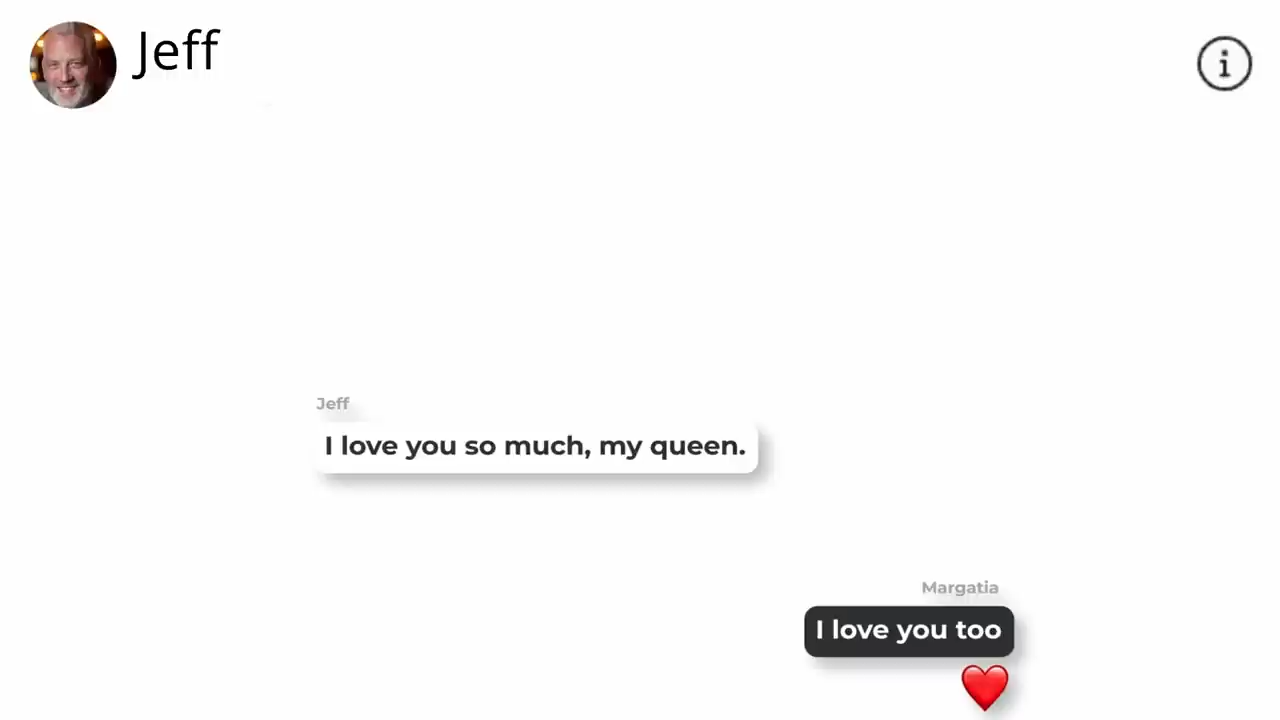 Jeff
Jeff
I love you so much, my queen.
Margatia
I love you too